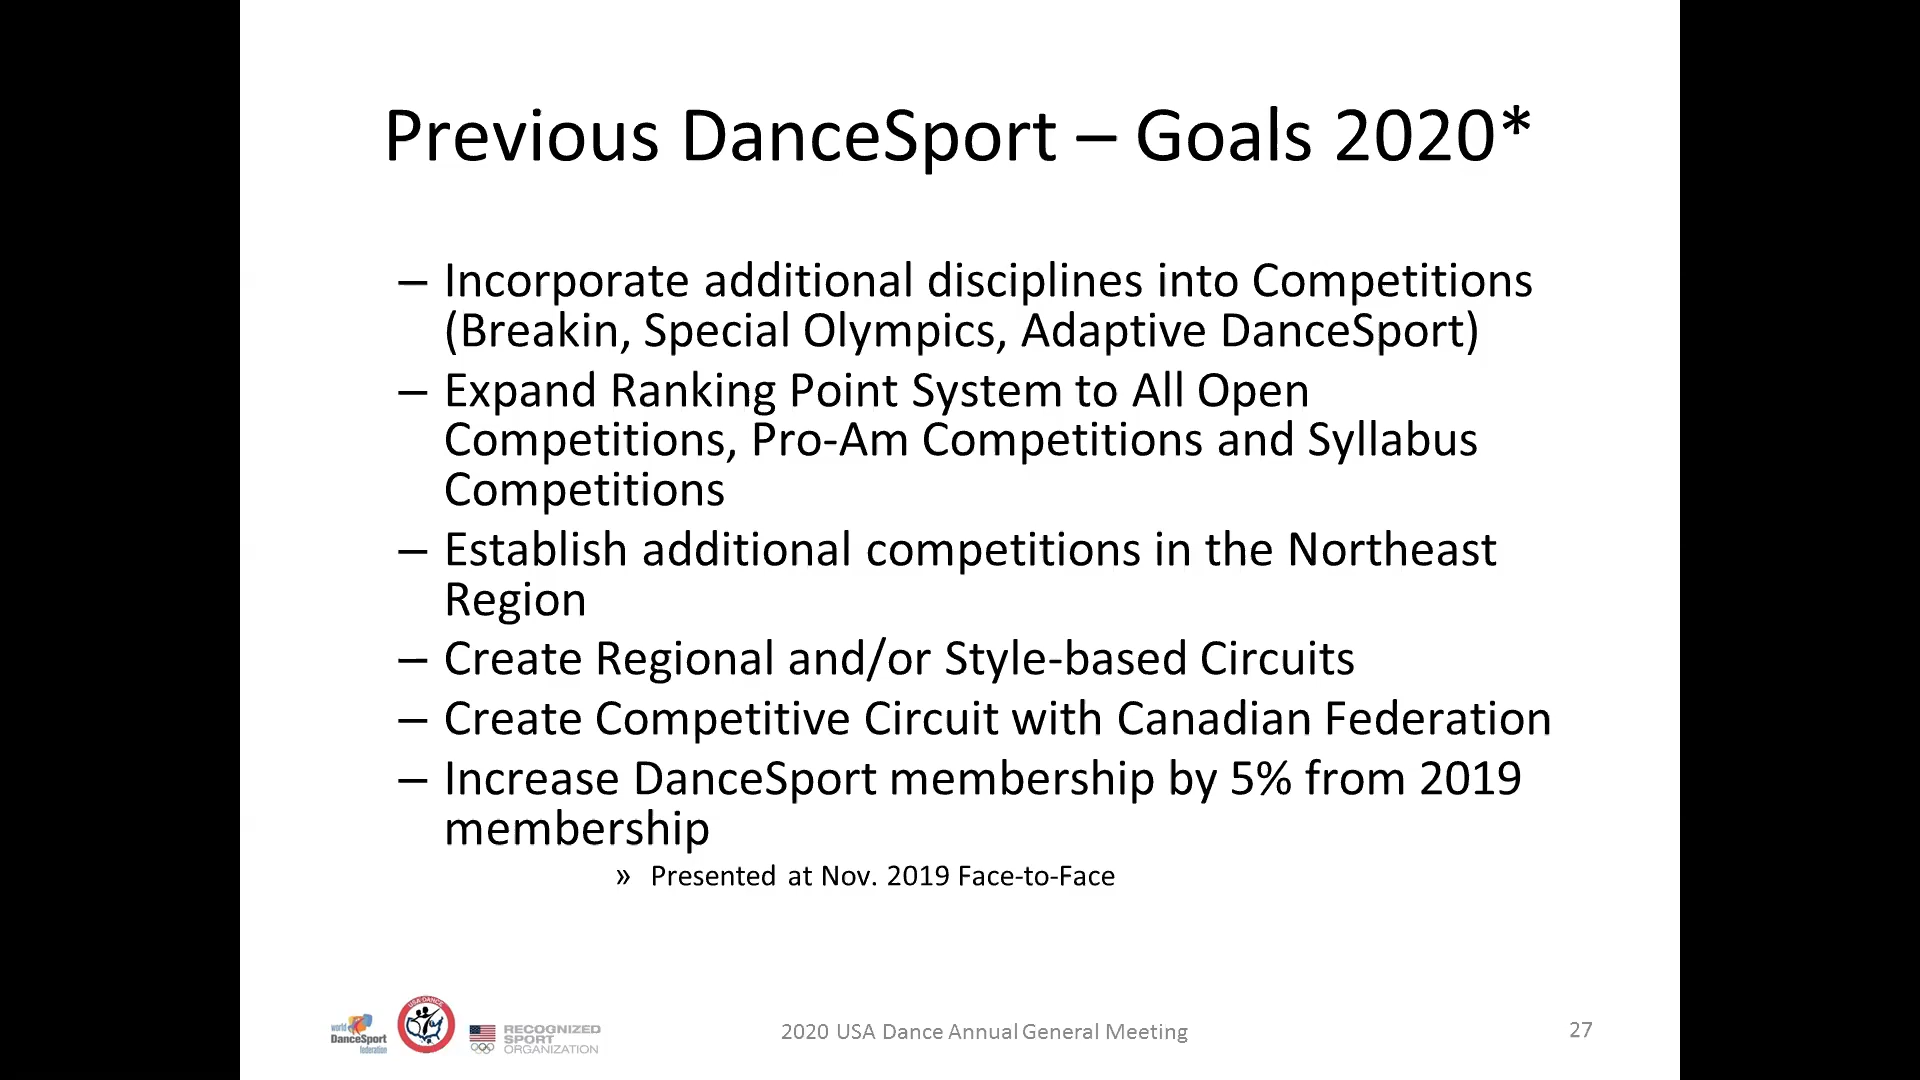 Previous DanceSport – Goals 2020*
– Incorporate additional disciplines into Competitions
(Breakin, Special Olympics, Adaptive DanceSport)
– Expand Ranking Point System to All Open
Competitions, Pro-Am Competitions and Syllabus
Competitions
– Establish additional competitions in the Northeast
Region
– Create Regional and/or Style-based Circuits
– Create Competitive Circuit with Canadian Federation
– Increase DanceSport membership by 5% from 2019
membership
» Presented at Nov. 2019 Face-to-Face
world
DanceSport
federation
USA DANCE
RECOGNIZED
SPORT
ORGANIZATION
2020 USA Dance Annual General Meeting
27